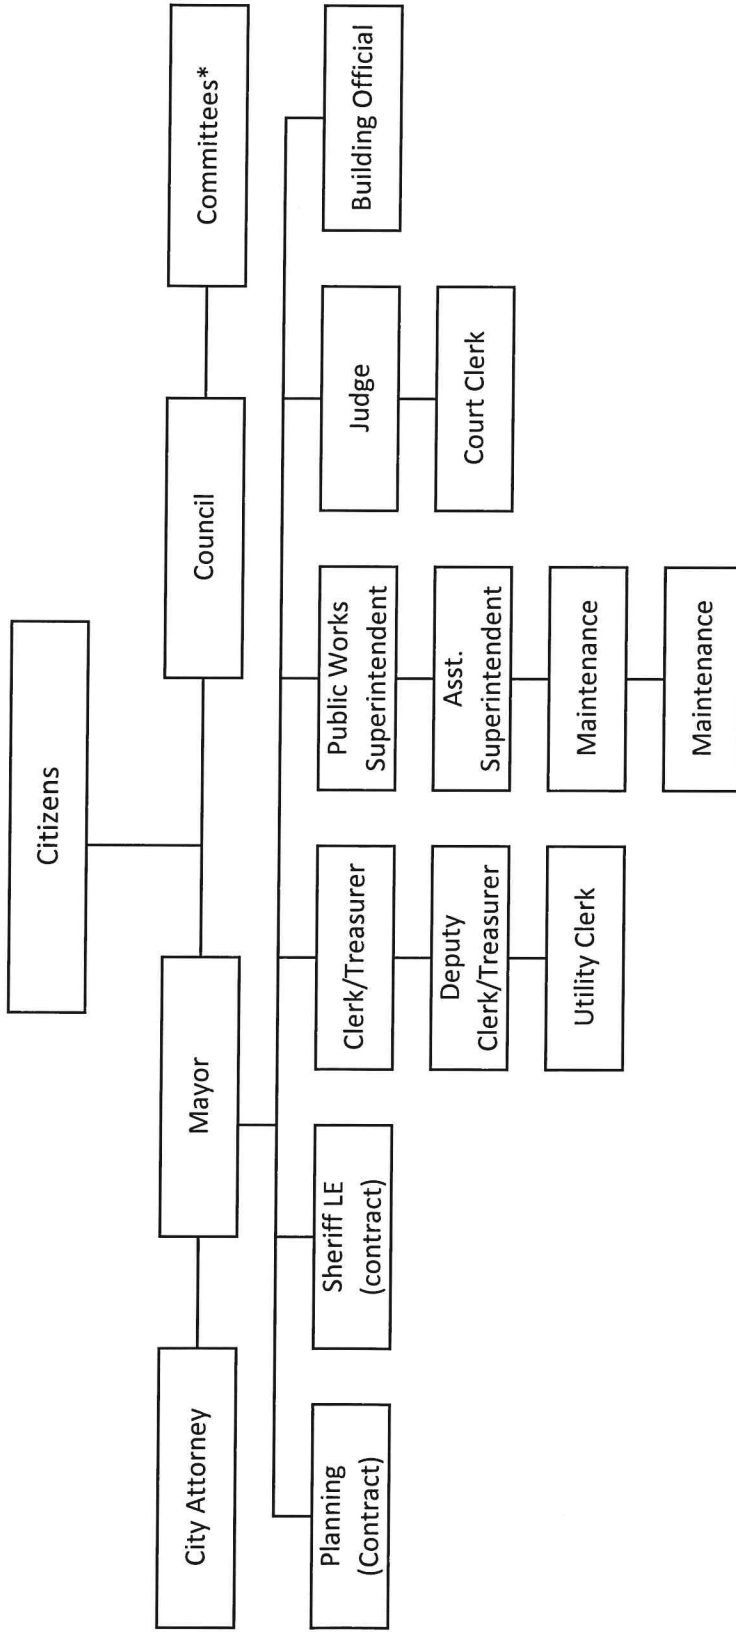 Citizens
City Attorney
Mayor
Council
Committees*
Planning
(Contract)
Sheriff LE
(contract)
Clerk/Treasurer
Public Works
Superintendent
Judge
Building Official
Deputy
Clerk/Treasurer
Asst.
Superintendent
Court Clerk
Utility Clerk
Maintenance
Maintenance